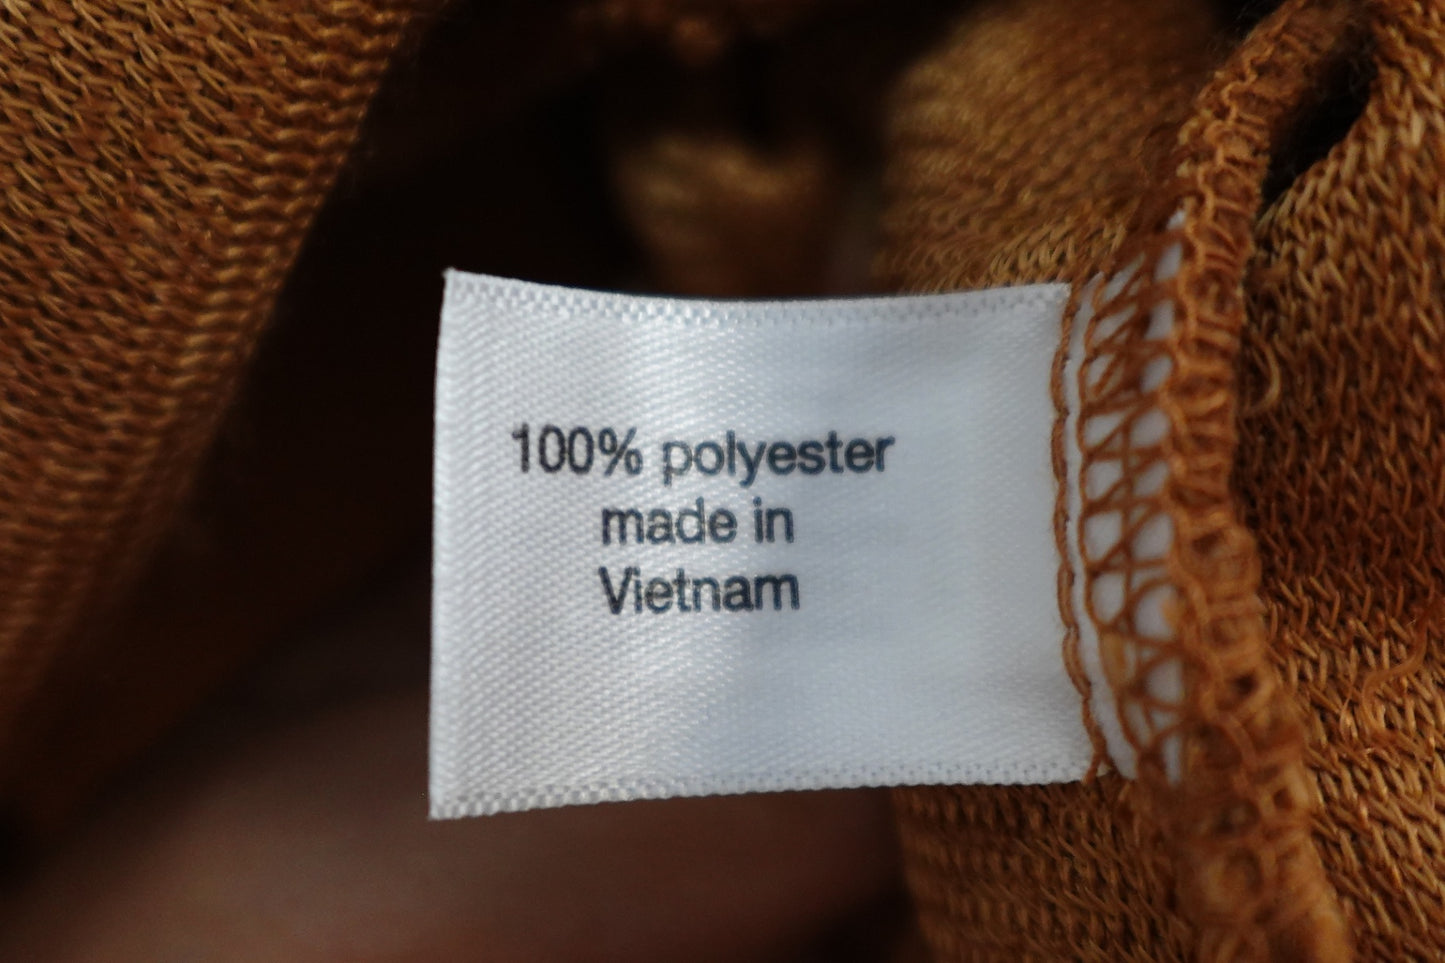 100% polyester
made in
Vietnam